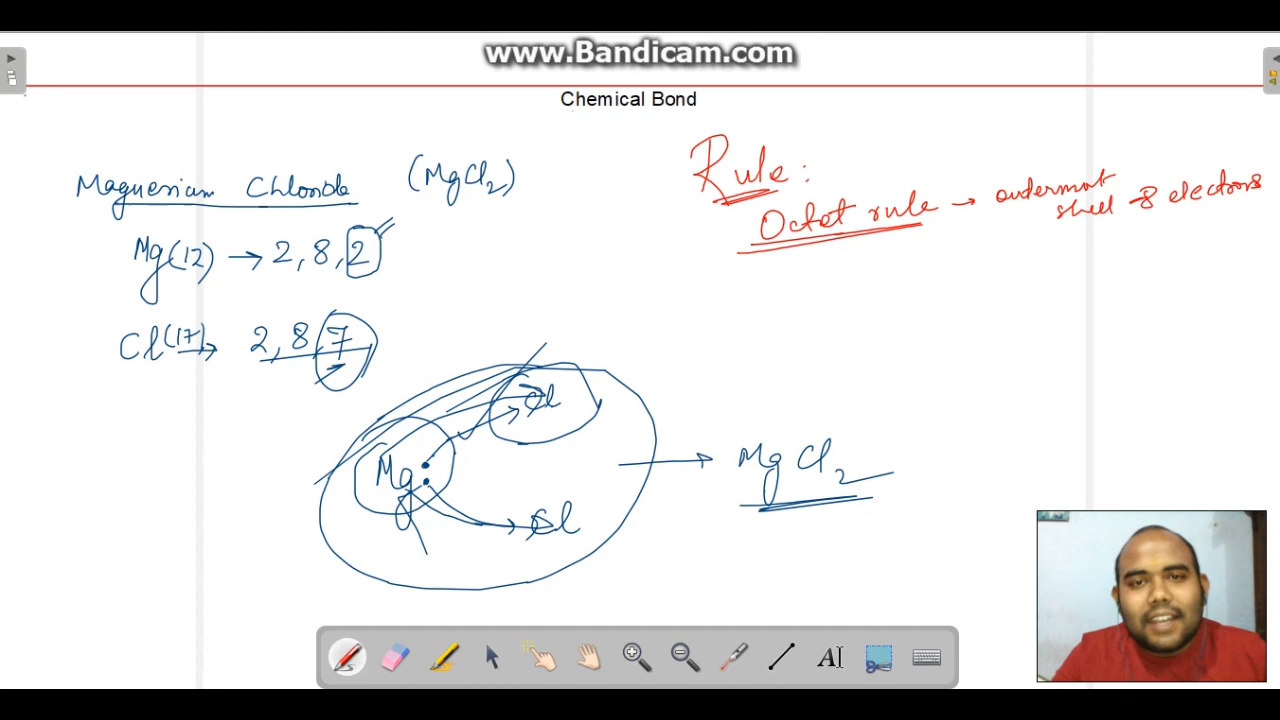 www.Bandicam.com
Chemical Bond
Magnesium Chloride (MgCl2)
Rule:
Octet rule → outermost shell - 8 electrons
Mg(12) → 2, 8, 2
Cl(17) → 2, 8, 7
Cl
Mg
Cl
→ MgCl2
AI